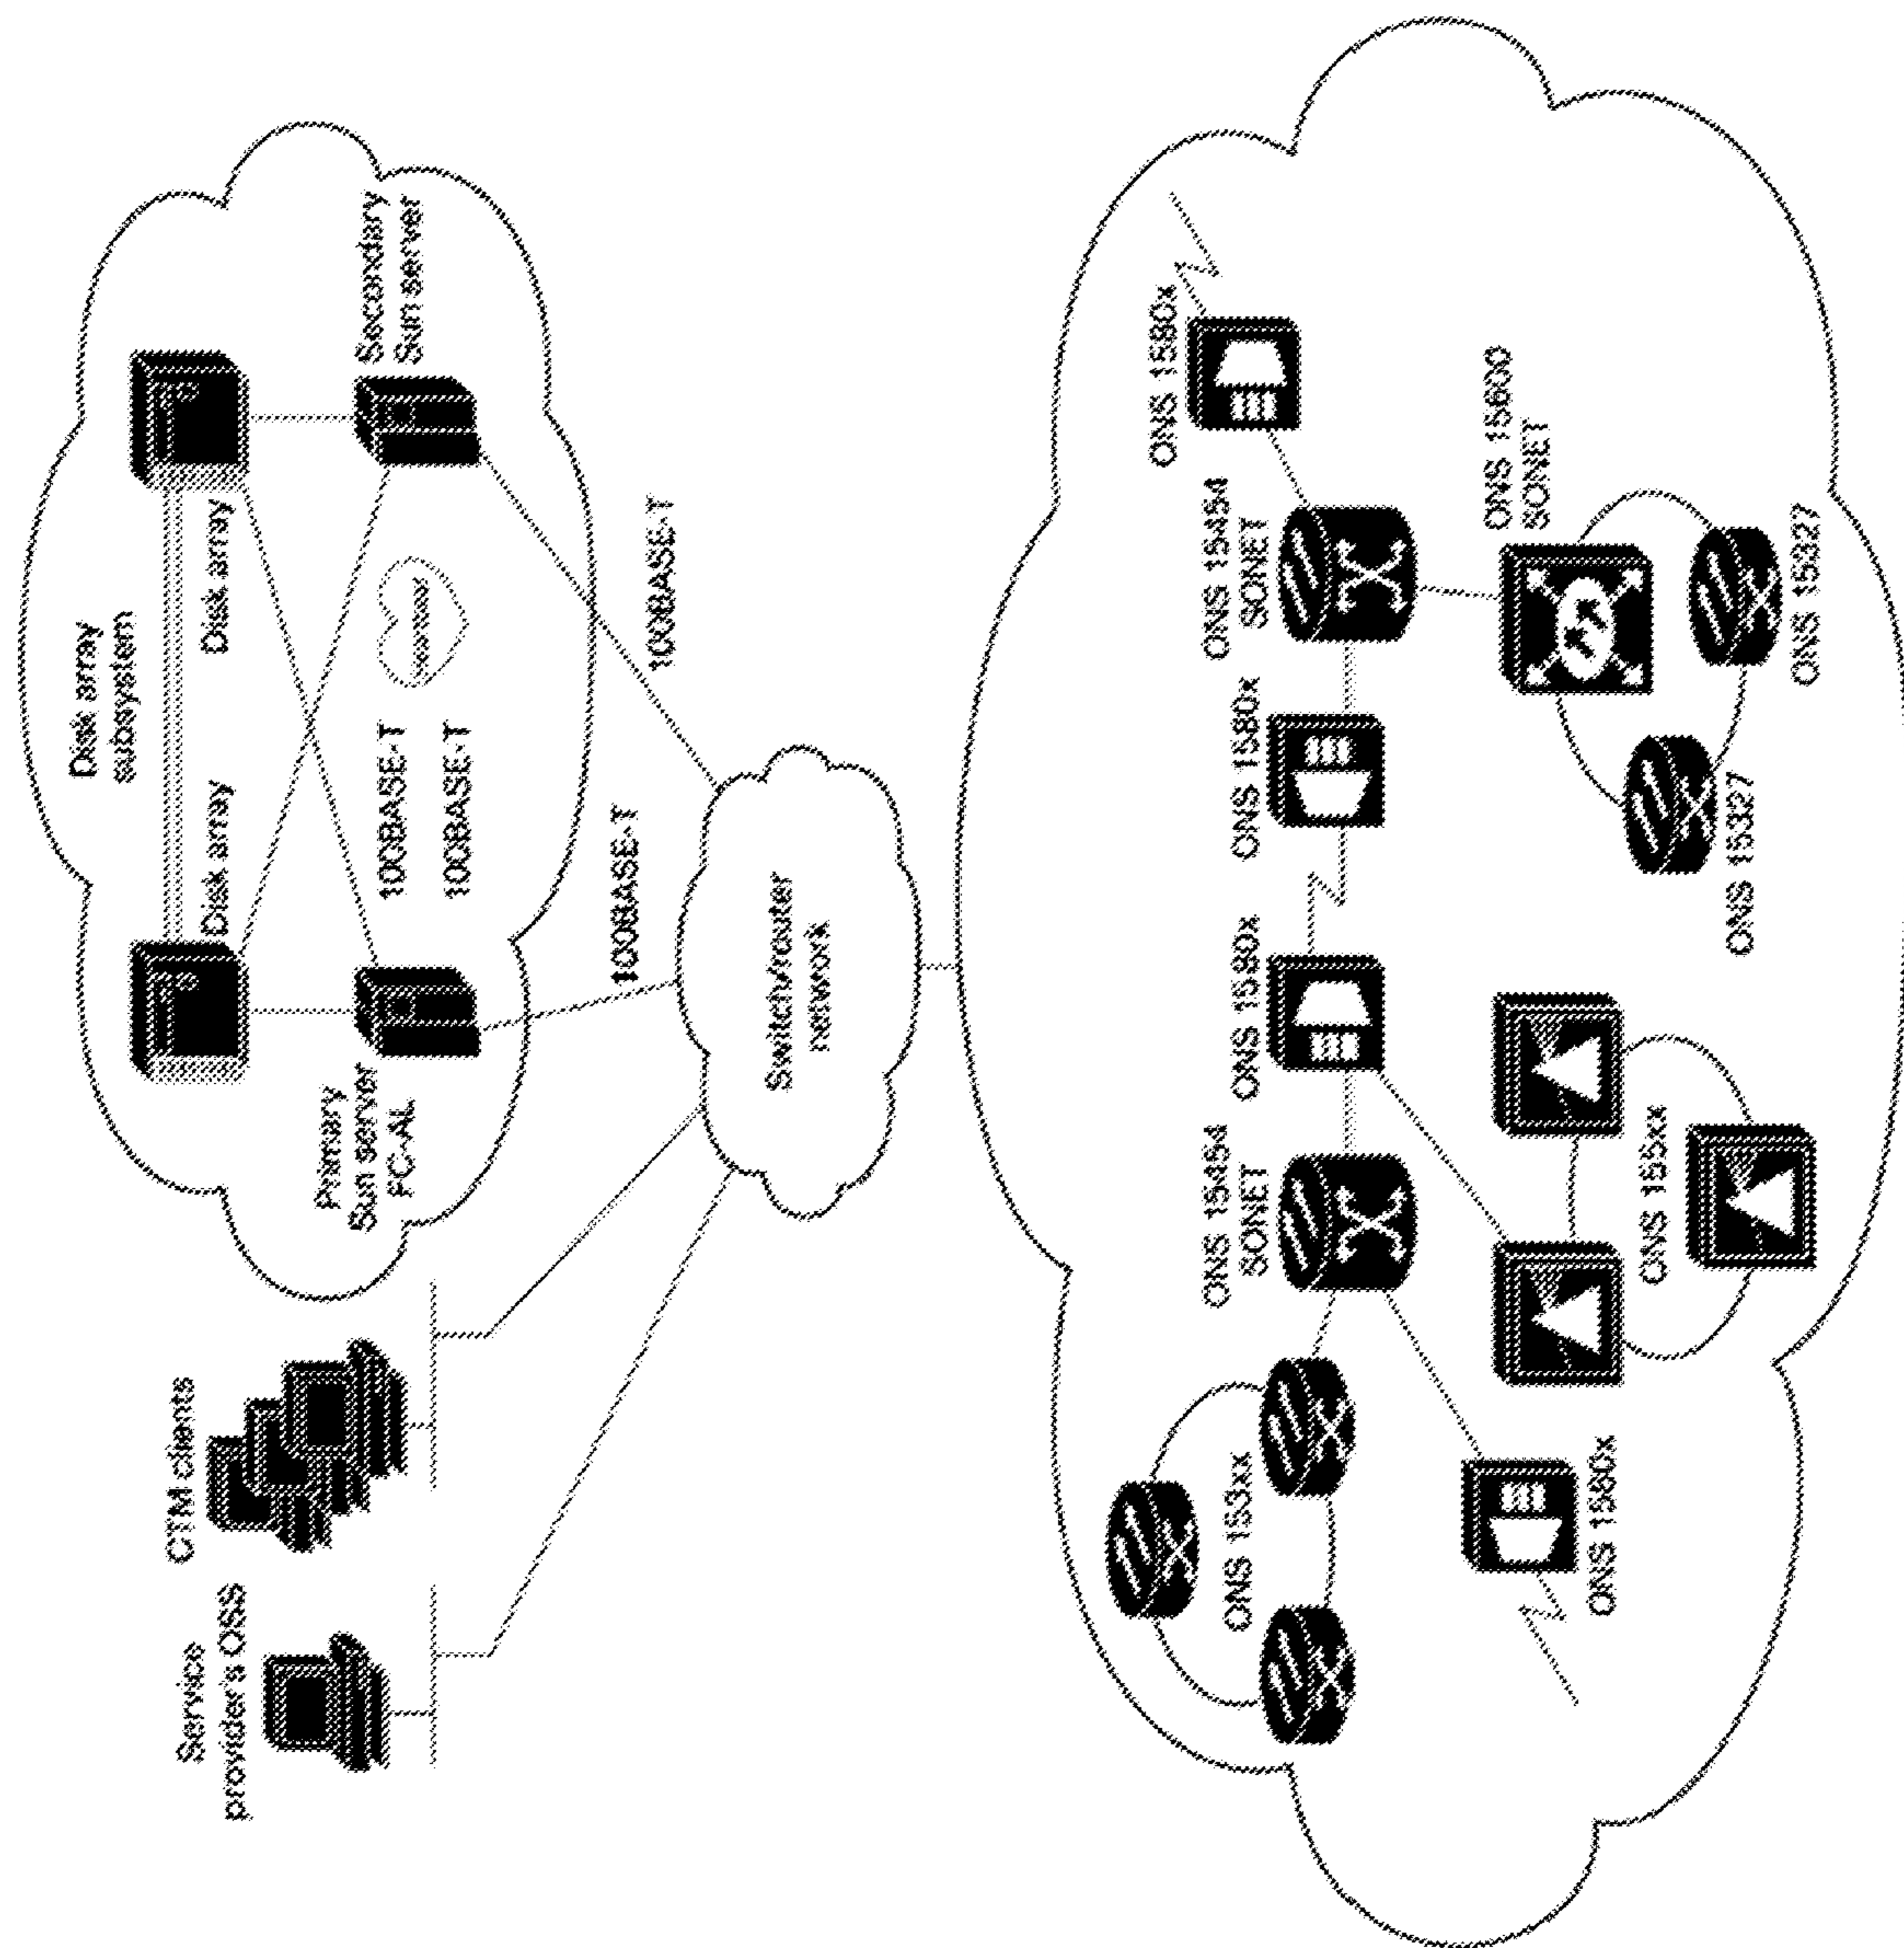 Service
provider's OSS
CTM clients
Primary
Sun server
FC-AL
Disk array
subsystem
Disk array
Disk array
Secondary
Sun server
100BASE-T
100BASE-T
Heartbeat
100BASE-T
100BASE-T
Switch/router
network
ONS 153xx
ONS 1580x
ONS 15454
SONET
ONS 155xx
ONS 1580x
ONS 1580x
ONS 15454
SONET
ONS 1580x
ONS 15600
SONET
ONS 15327
ONS 15327